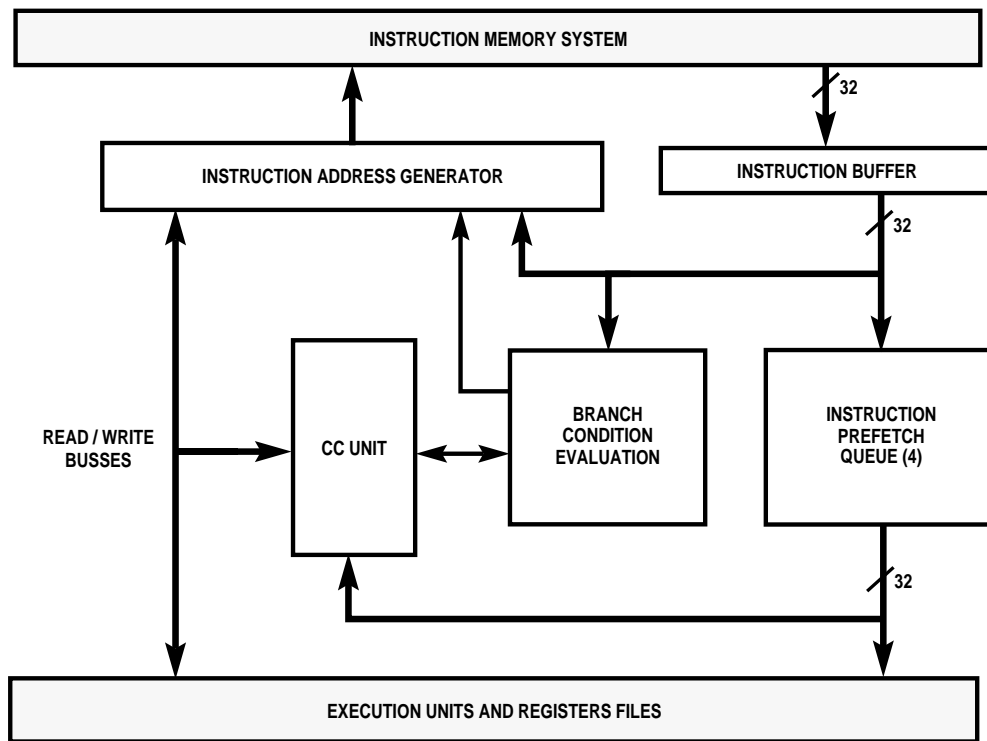 INSTRUCTION MEMORY SYSTEM
32
INSTRUCTION ADDRESS GENERATOR
INSTRUCTION BUFFER
32
READ / WRITE
BUSSES
CC UNIT
BRANCH
CONDITION
EVALUATION
INSTRUCTION
PREFETCH
QUEUE (4)
32
EXECUTION UNITS AND REGISTERS FILES